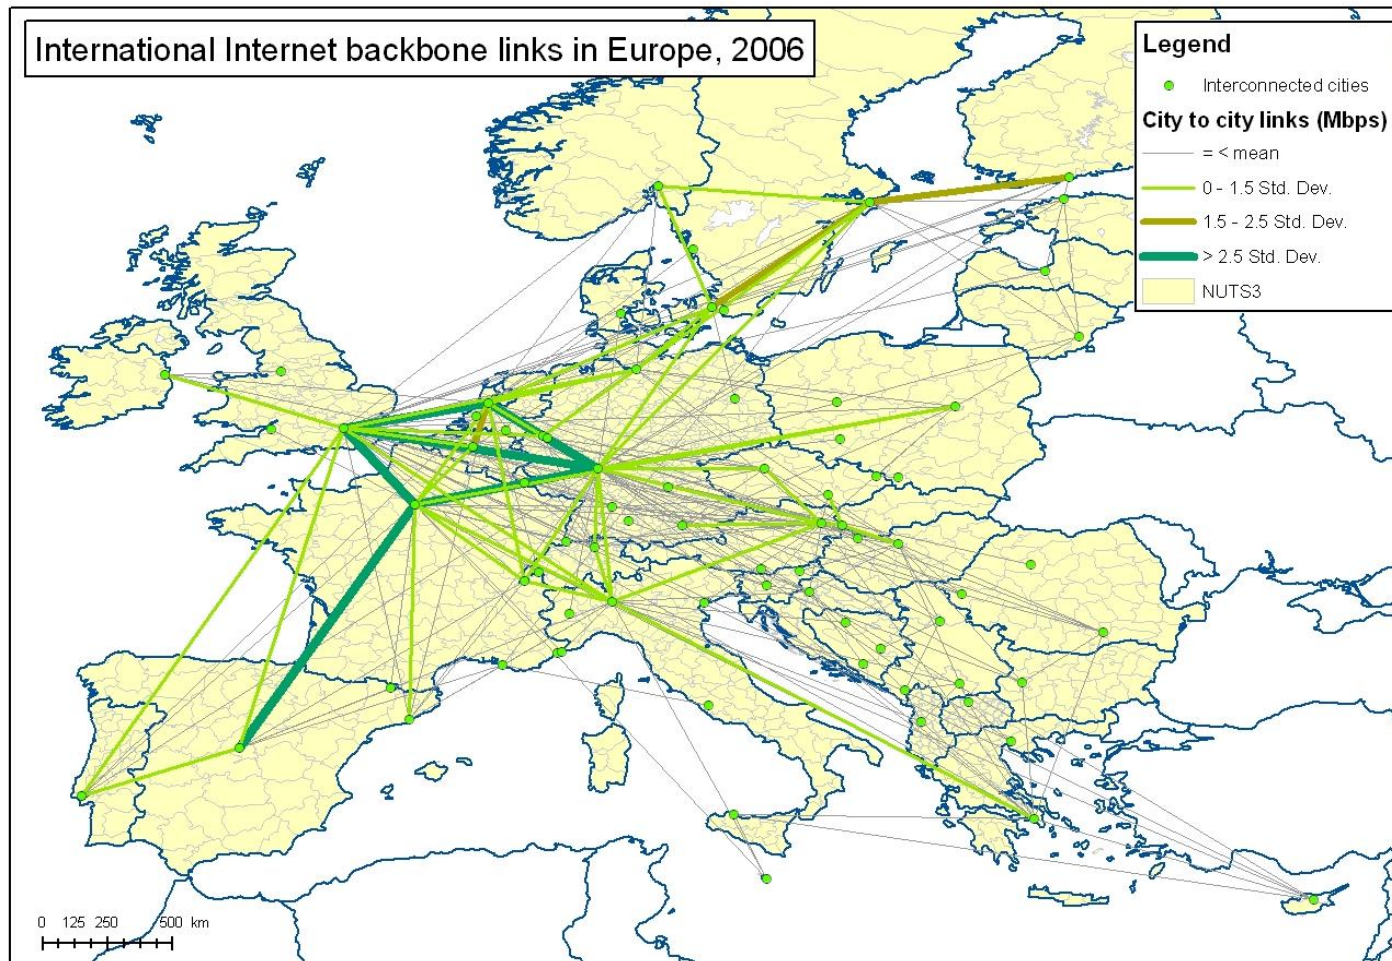 International Internet backbone links in Europe, 2006
Legend
Interconnected cities
City to city links (Mbps)
= < mean
0 - 1.5 Std. Dev.
1.5 - 2.5 Std. Dev.
> 2.5 Std. Dev.
NUTS3
0 125 250 500 km